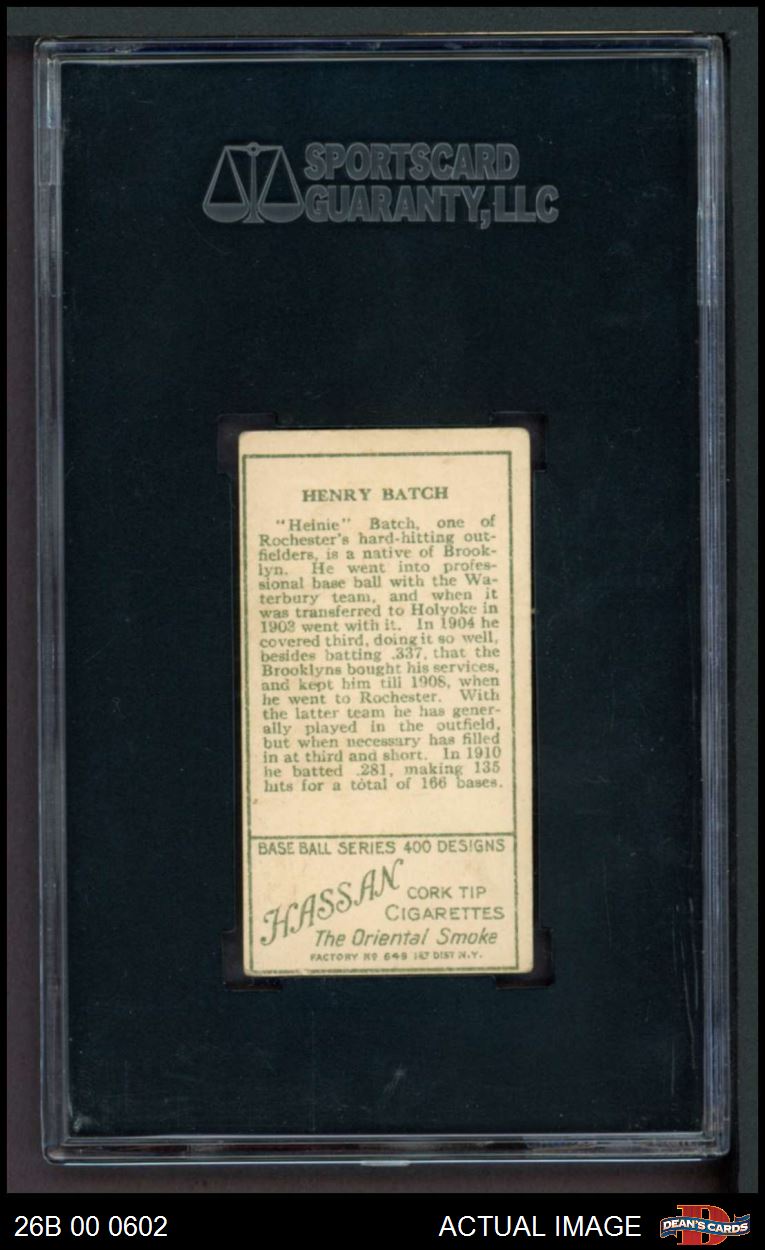 SPORTSCARD
GUARANTY, LLC
HENRY BATCH
"Heinie" Batch, one of
Rochester's hard-hitting out-
fielders, is a native of Brook-
lyn. He went into profes-
sional base ball with the Wa-
terbury team, and when it
was transferred to Holyoke in
1903 went with it. In 1904 he
covered third, doing it so well,
besides batting .337, that the
Brooklyns bought his services,
and kept him till 1908, when
he went to Rochester. With
the latter team he has gener-
ally played in the outfield,
but when necessary has filled
in at third and short. In 1910
he batted .281, making 135
hits for a total of 166 bases.
BASE BALL SERIES 400 DESIGNS
HASSAN
CORK TIP
CIGARETTES
The Oriental Smoke
FACTORY NO 649 1ST DIST N.Y.
26B 00 0602
ACTUAL IMAGE
DEAN'S CARDS